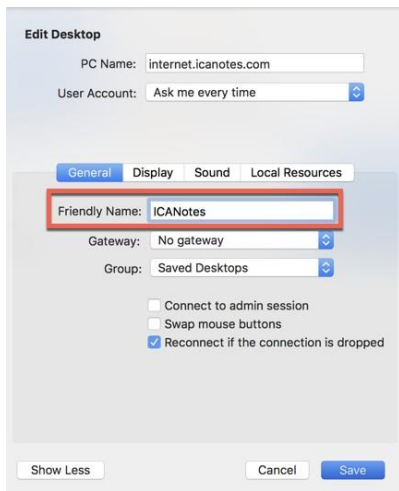 Edit Desktop
PC Name: internet.icanotes.com
User Account: Ask me every time
General Display Sound Local Resources
Friendly Name: ICANotes
Gateway: No gateway
Group: Saved Desktops
Connect to admin session
Swap mouse buttons
Reconnect if the connection is dropped
Show Less Cancel Save